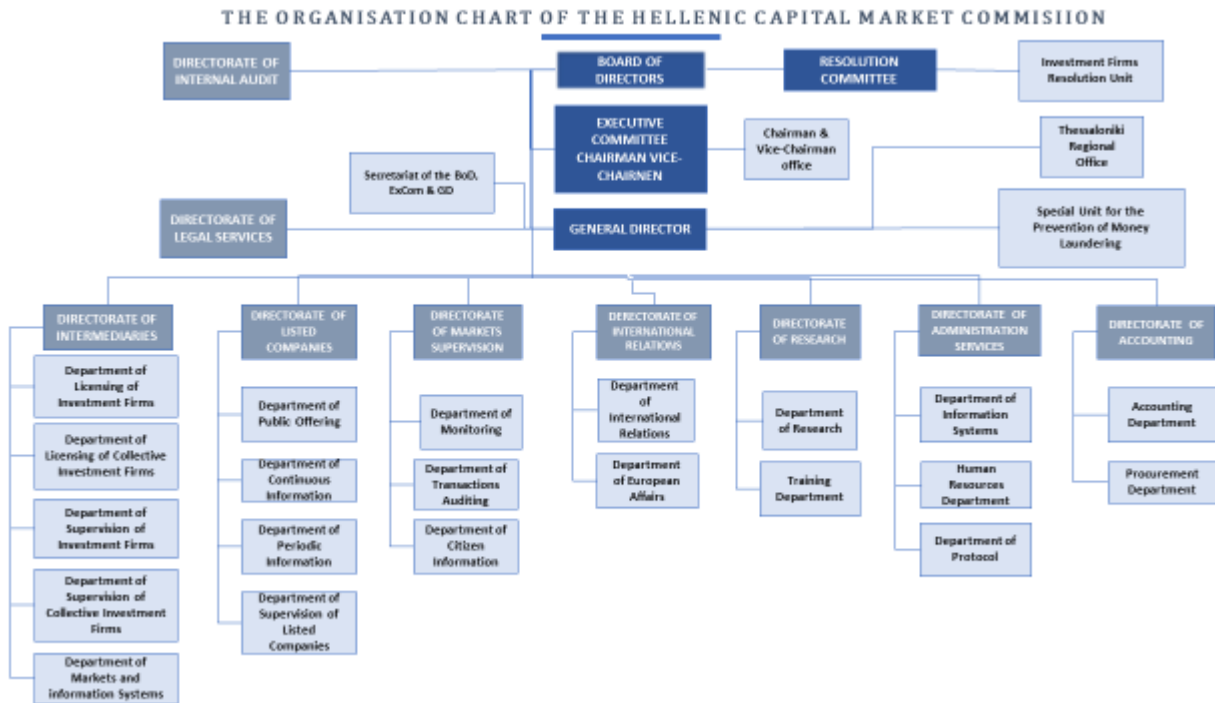 THE ORGANISATION CHART OF THE HELLENIC CAPITAL MARKET COMMISIION
DIRECTORATE OF
INTERNAL AUDIT
BOARD OF
DIRECTORS
RESOLUTION
COMMITTEE
Investment Firms
Resolution Unit
EXECUTIVE
COMMITTEE
CHAIRMAN VICE-
CHAIRNEN
Chairman &
Vice-Chairman
office
Thessaloniki
Regional
Office
Secretariat of the BoD,
ExCom & GD
DIRECTORATE OF
LEGAL SERVICES
GENERAL DIRECTOR
Special Unit for the
Prevention of Money
Laundering
DIRECTORATE OF
INTERMEDIARIES
Department of
Licensing of
Investment Firms
Department of
Licensing of Collective
Investment Firms
Department of
Supervision of
Investment Firms
Department of
Supervision of
Collective Investment
Firms
Department of
Markets and
information Systems
DIRECTORATE OF
LISTED
COMPANIES
Department of
Public Offering
Department of
Continuous
Information
Department of
Periodic
Information
Department of
Supervision of
Listed
Companies
DIRECTORATE
OF MARKETS
SUPERVISION
Department of
Monitoring
Department of
Transactions
Auditing
Department of
Citizen
Information
DERECTORATE OF
INTERNATIONAL
RELATIONS
Department
of
International
Relations
Department
of European
Affairs
DIRECTORATE
OF RESEARCH
Department
of Research
Training
Department
DIRECTORATE
OF ADMINISTRATION
SERVICES
Department of
Information
Systems
Human
Resources
Department
Department of
Protocol
DIRECTORATE OF
ACCOUNTING
Accounting
Department
Procurement
Department